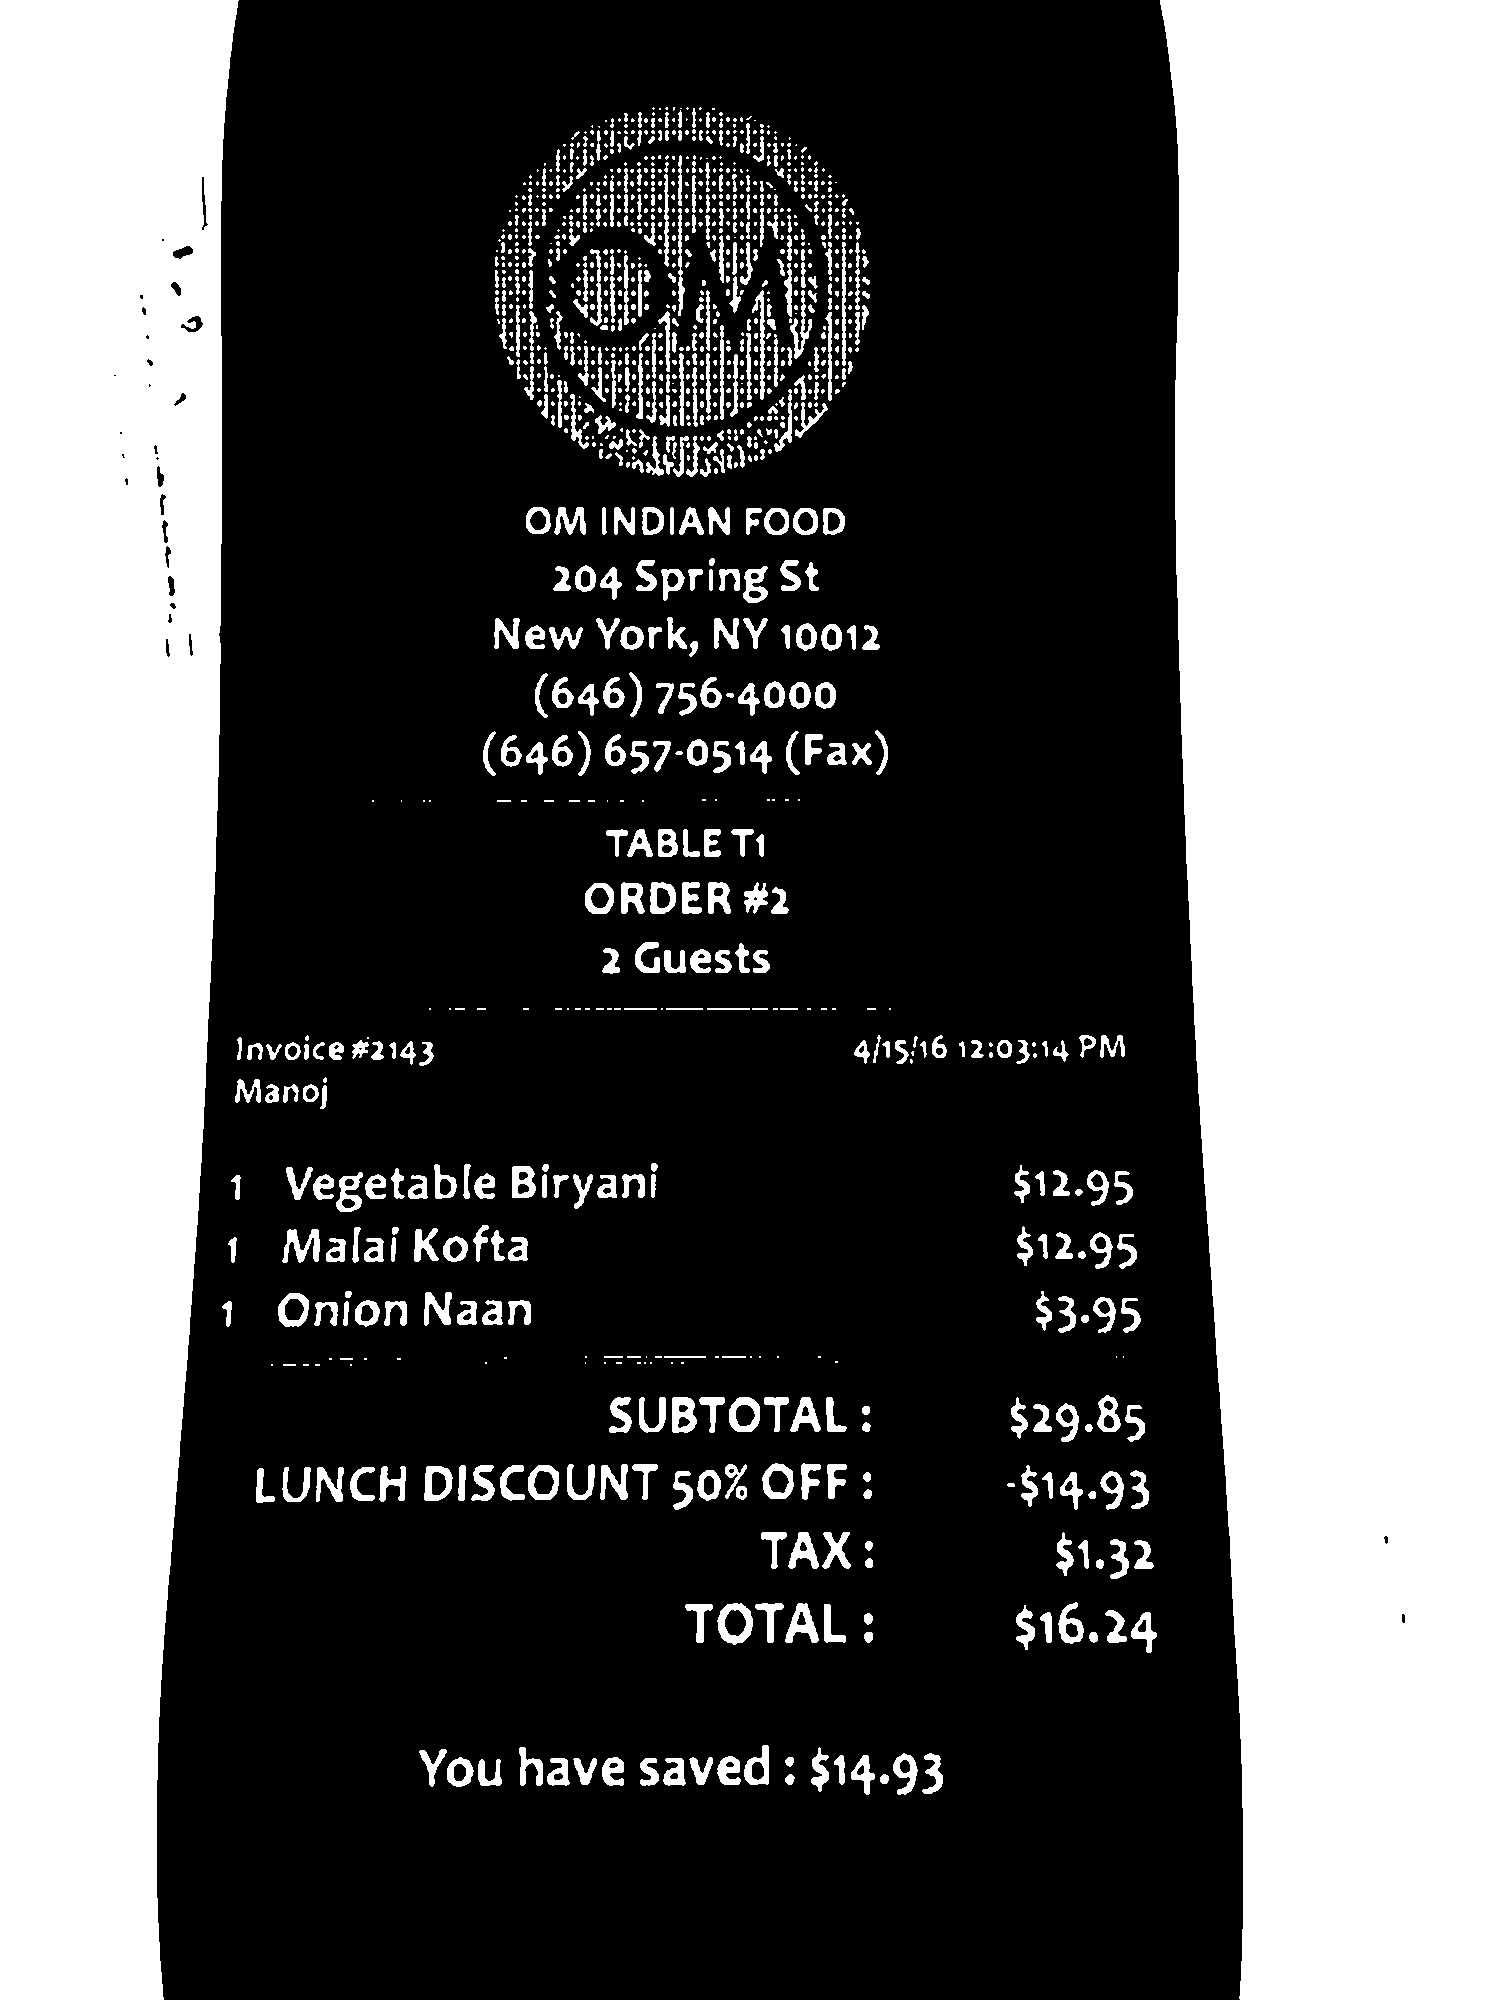 OM
OM INDIAN FOOD
204 Spring St
New York, NY 10012
(646) 756-4000
(646) 657-0514 (Fax)
TABLE T1
ORDER #2
2 Guests
Invoice #2143 4/15/16 12:03:14 PM
Manoj
1 Vegetable Biryani $12.95
1 Malai Kofta $12.95
1 Onion Naan $3.95
SUBTOTAL : $29.85
LUNCH DISCOUNT 50% OFF : -$14.93
TAX : $1.32
TOTAL : $16.24
You have saved : $14.93